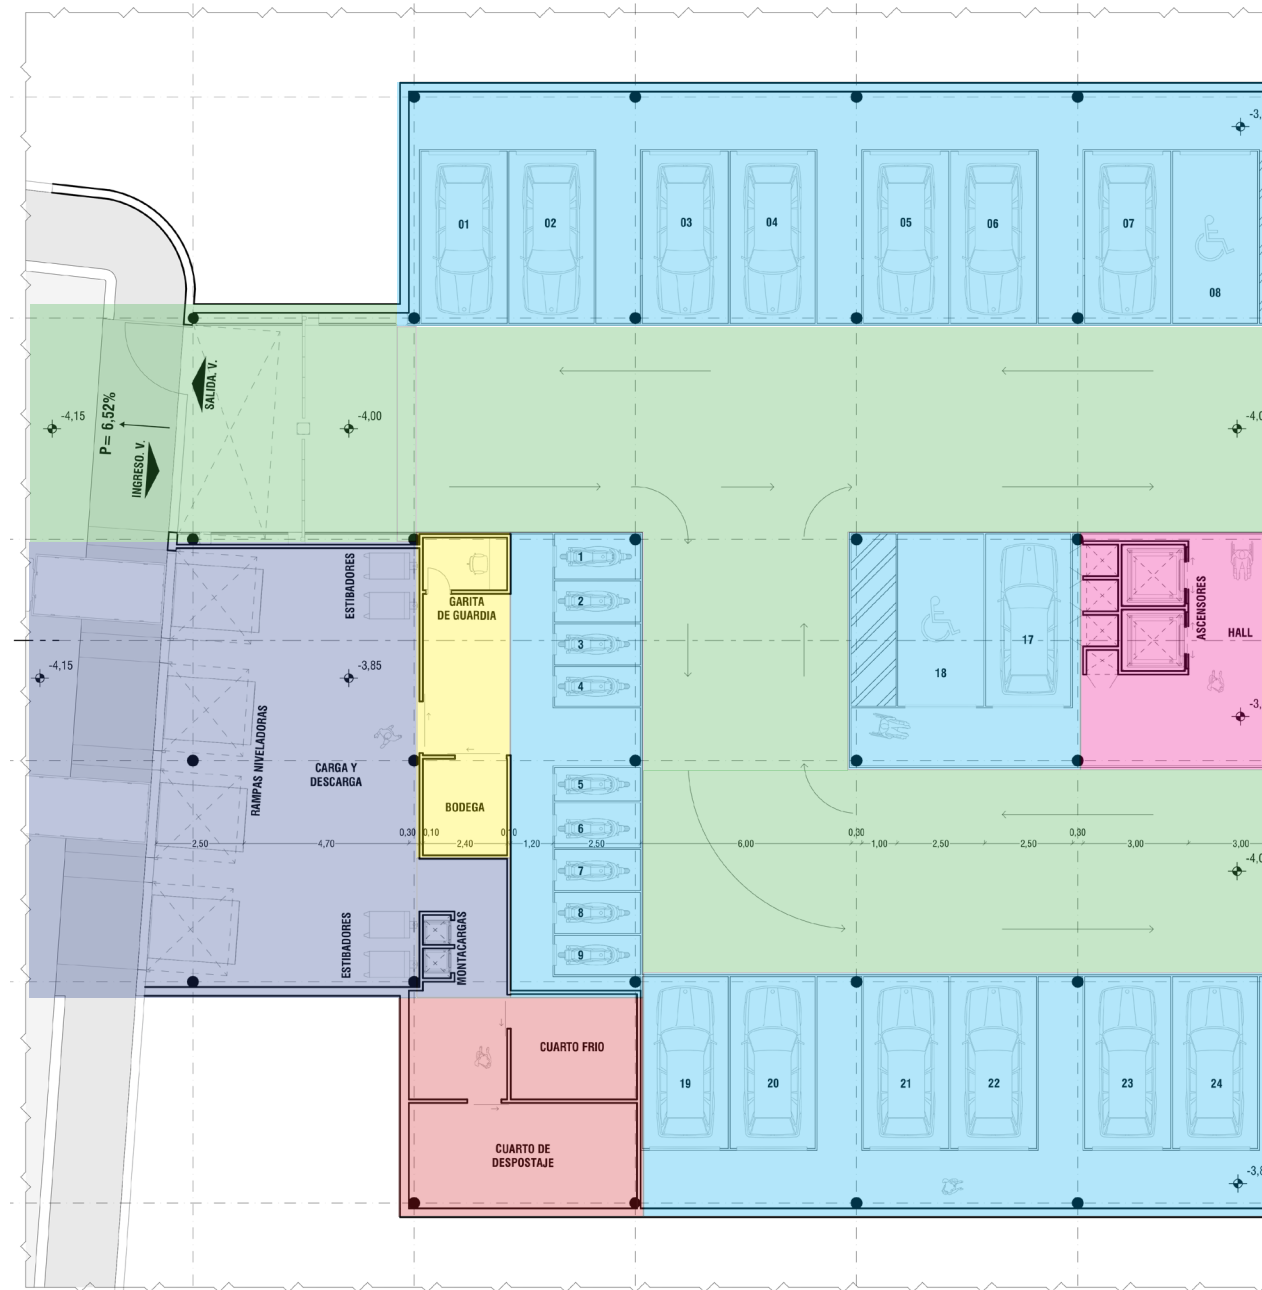 -3,
01
02
03
04
05
06
07
08
SALIDA. V.
-4,15
P= 6,52%
-4,00
-4,0
INGRESO. V.
ESTIBADORES
GARITA
DE GUARDIA
1
2
3
4
17
18
ASCENSORES
HALL
-4,15
-3,85
-3,
RAMPAS NIVELADORAS
CARGA Y
DESCARGA
BODEGA
5
6
7
8
9
0,30
0,10
0,10
0,30
0,30
2,50
4,70
2,40
1,20
2,50
6,00
1,00
2,50
2,50
3,00
3,00
-4,0
ESTIBADORES
MONTACARGAS
CUARTO FRIO
CUARTO DE
DESPOSTAJE
19
20
21
22
23
24
-3,8